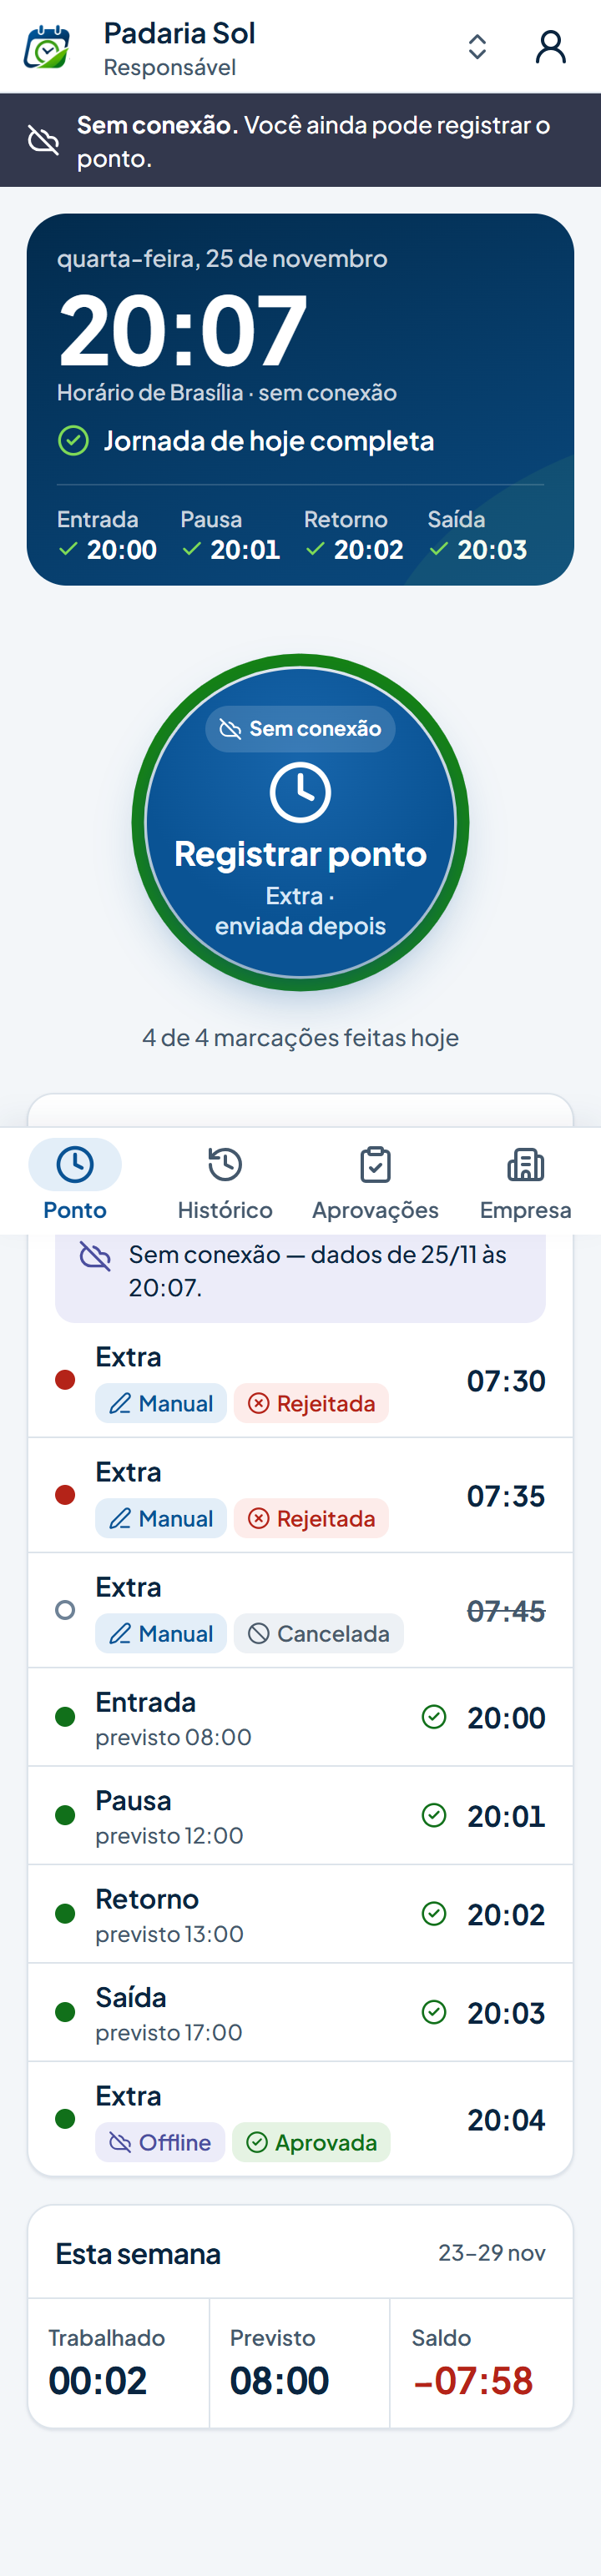 Padaria Sol
Responsável
Sem conexão. Você ainda pode registrar o
ponto.
quarta-feira, 25 de novembro
20:07
Horário de Brasília · sem conexão
Jornada de hoje completa
Entrada Pausa Retorno Saída
20:00 20:01 20:02 20:03
Sem conexão
Registrar ponto
Extra ·
enviada depois
4 de 4 marcações feitas hoje
Ponto Histórico Aprovações Empresa
Sem conexão — dados de 25/11 às
20:07.
Extra
07:30
Manual Rejeitada
Extra
07:35
Manual Rejeitada
Extra
07:45
Manual Cancelada
Entrada
20:00
previsto 08:00
Pausa
20:01
previsto 12:00
Retorno
20:02
previsto 13:00
Saída
20:03
previsto 17:00
Extra
20:04
Offline Aprovada
Esta semana 23–29 nov
Trabalhado Previsto Saldo
00:02 08:00 −07:58